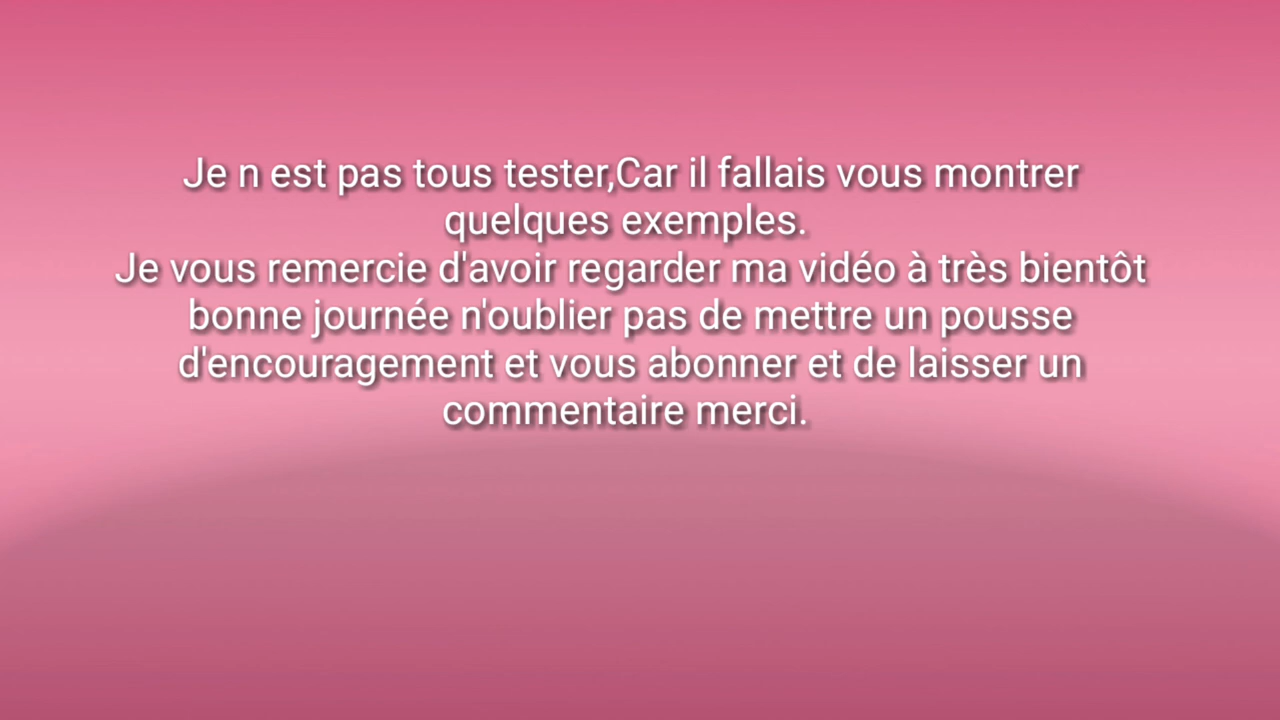 Je n est pas tous tester,Car il fallais vous montrer
quelques exemples.
Je vous remercie d'avoir regarder ma vidéo à très bientôt
bonne journée n'oublier pas de mettre un pousse
d'encouragement et vous abonner et de laisser un
commentaire merci.